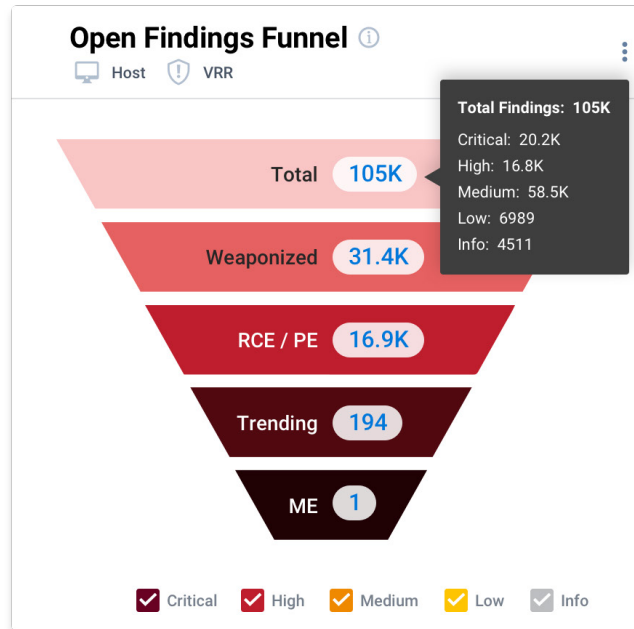 Open Findings Funnel
Host VRR
Total Findings: 105K
Critical: 20.2K
High: 16.8K
Medium: 58.5K
Low: 6989
Info: 4511
Total 105K
Weaponized 31.4K
RCE / PE 16.9K
Trending 194
ME 1
Critical High Medium Low Info